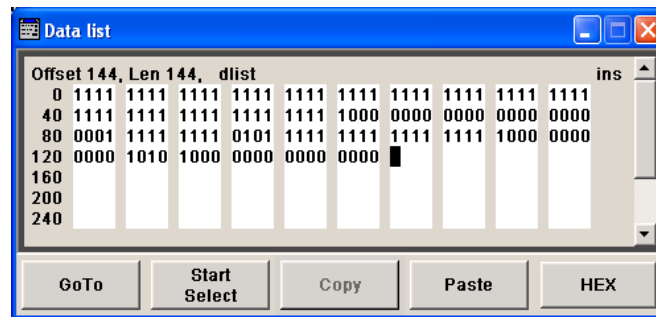 Data list
Offset 144, Len 144, dlist ins
0 1111 1111 1111 1111 1111 1111 1111 1111 1111 1111
40 1111 1111 1111 1111 1111 1000 0000 0000 0000 0000
80 0001 1111 1111 0101 1111 1111 1111 1111 1000 0000
120 0000 1010 1000 0000 0000 0000
160
200
240
GoTo Start Select Copy Paste HEX